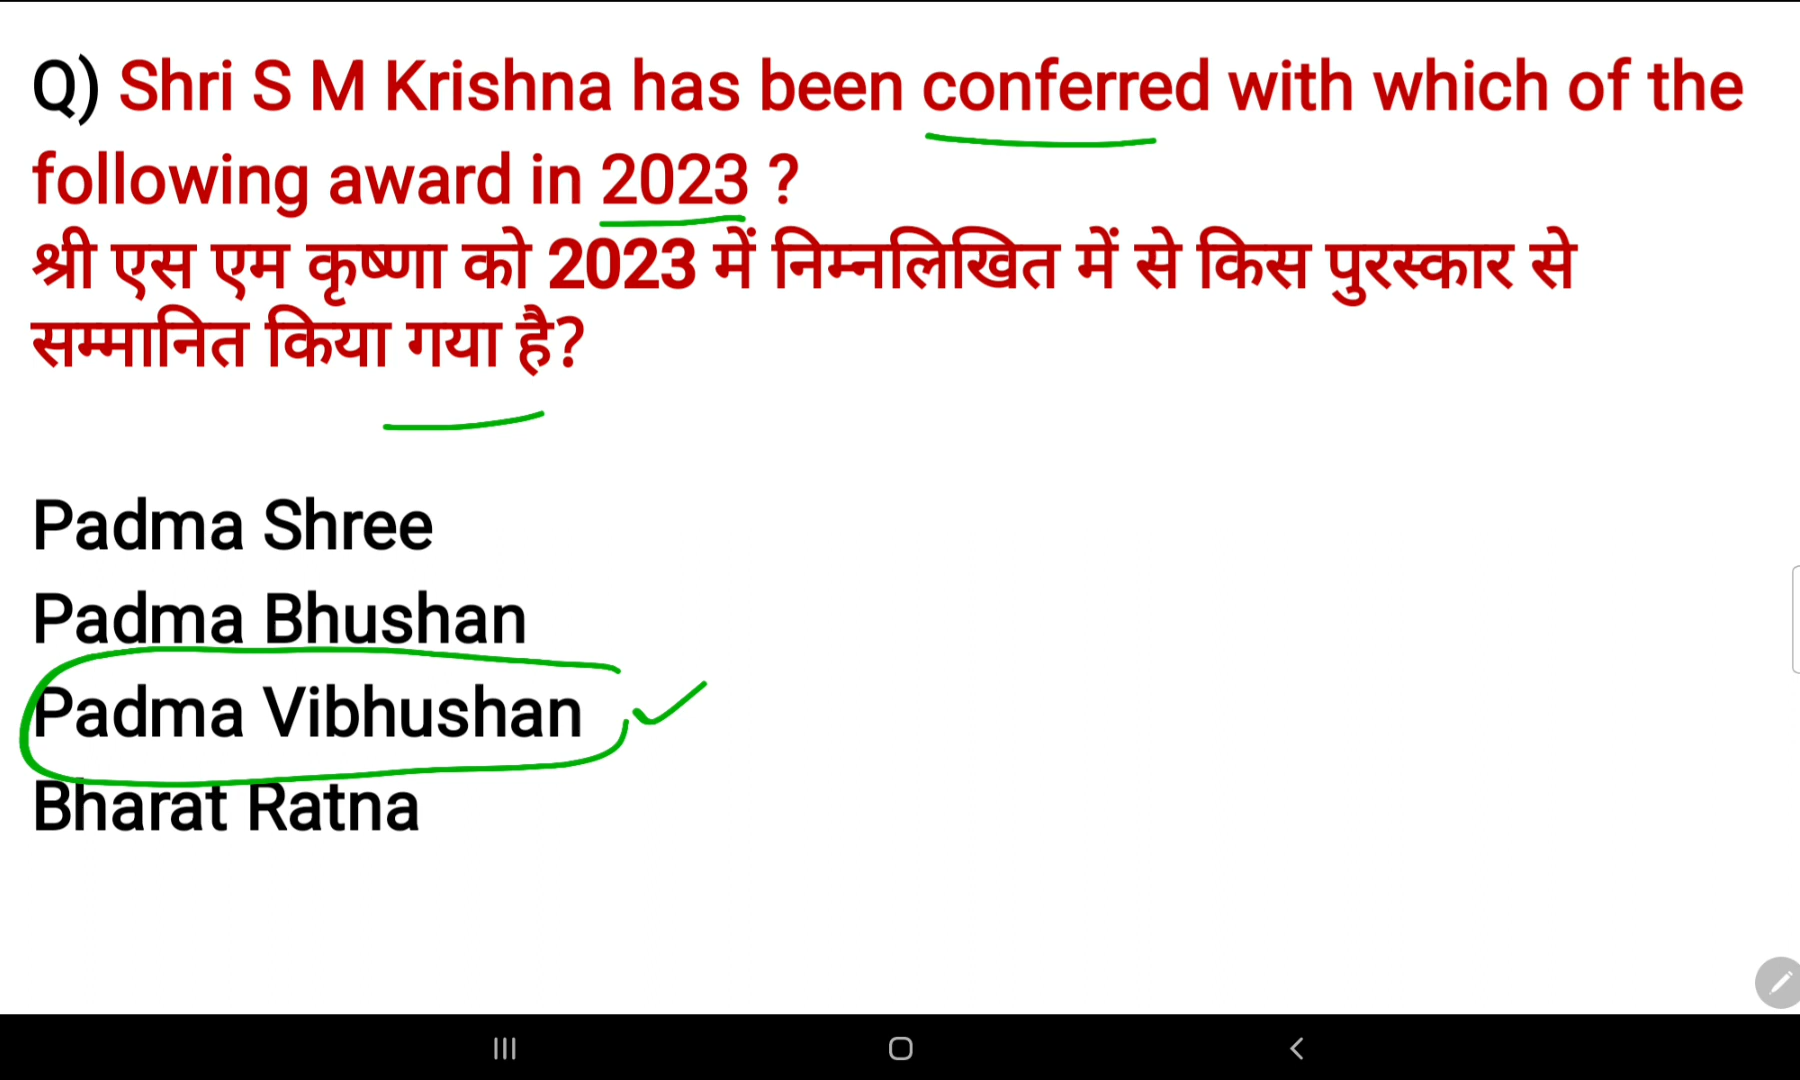 Q) Shri S M Krishna has been conferred with which of the
following award in 2023 ?
श्री एस एम कृष्णा को 2023 में निम्नलिखित में से किस पुरस्कार से
सम्मानित किया गया है?
Padma Shree
Padma Bhushan
Padma Vibhushan
Bharat Ratna